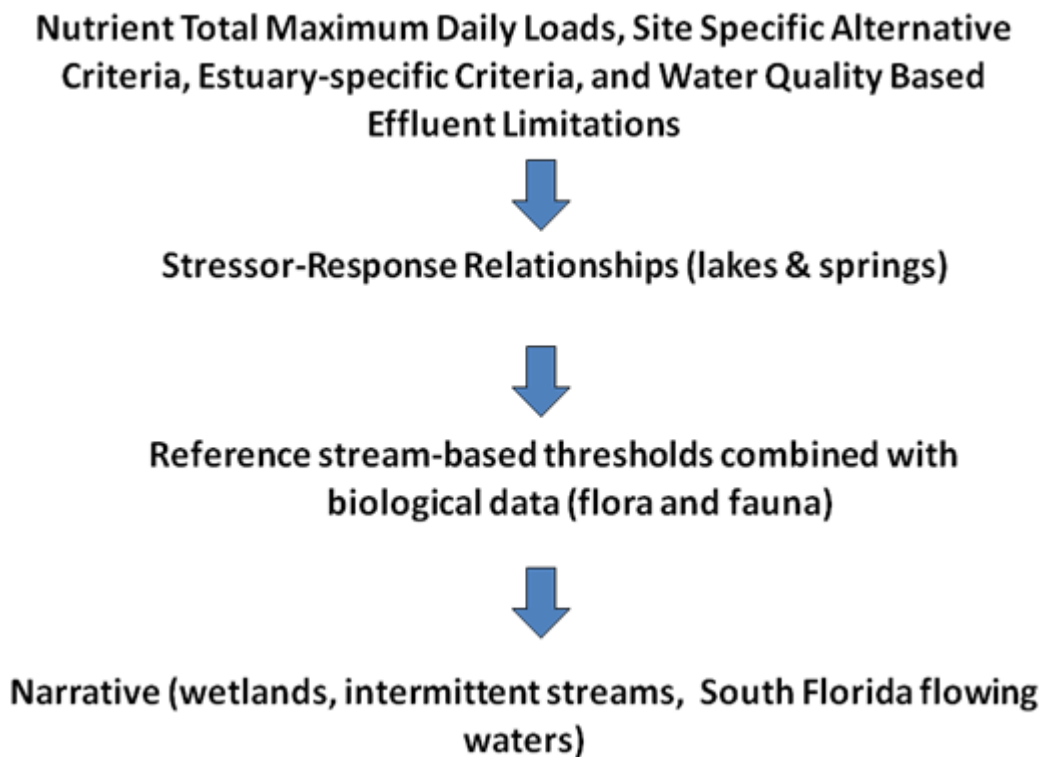 Nutrient Total Maximum Daily Loads, Site Specific Alternative
Criteria, Estuary-specific Criteria, and Water Quality Based
Effluent Limitations
Stressor-Response Relationships (lakes & springs)
Reference stream-based thresholds combined with
biological data (flora and fauna)
Narrative (wetlands, intermittent streams,  South Florida flowing
waters)